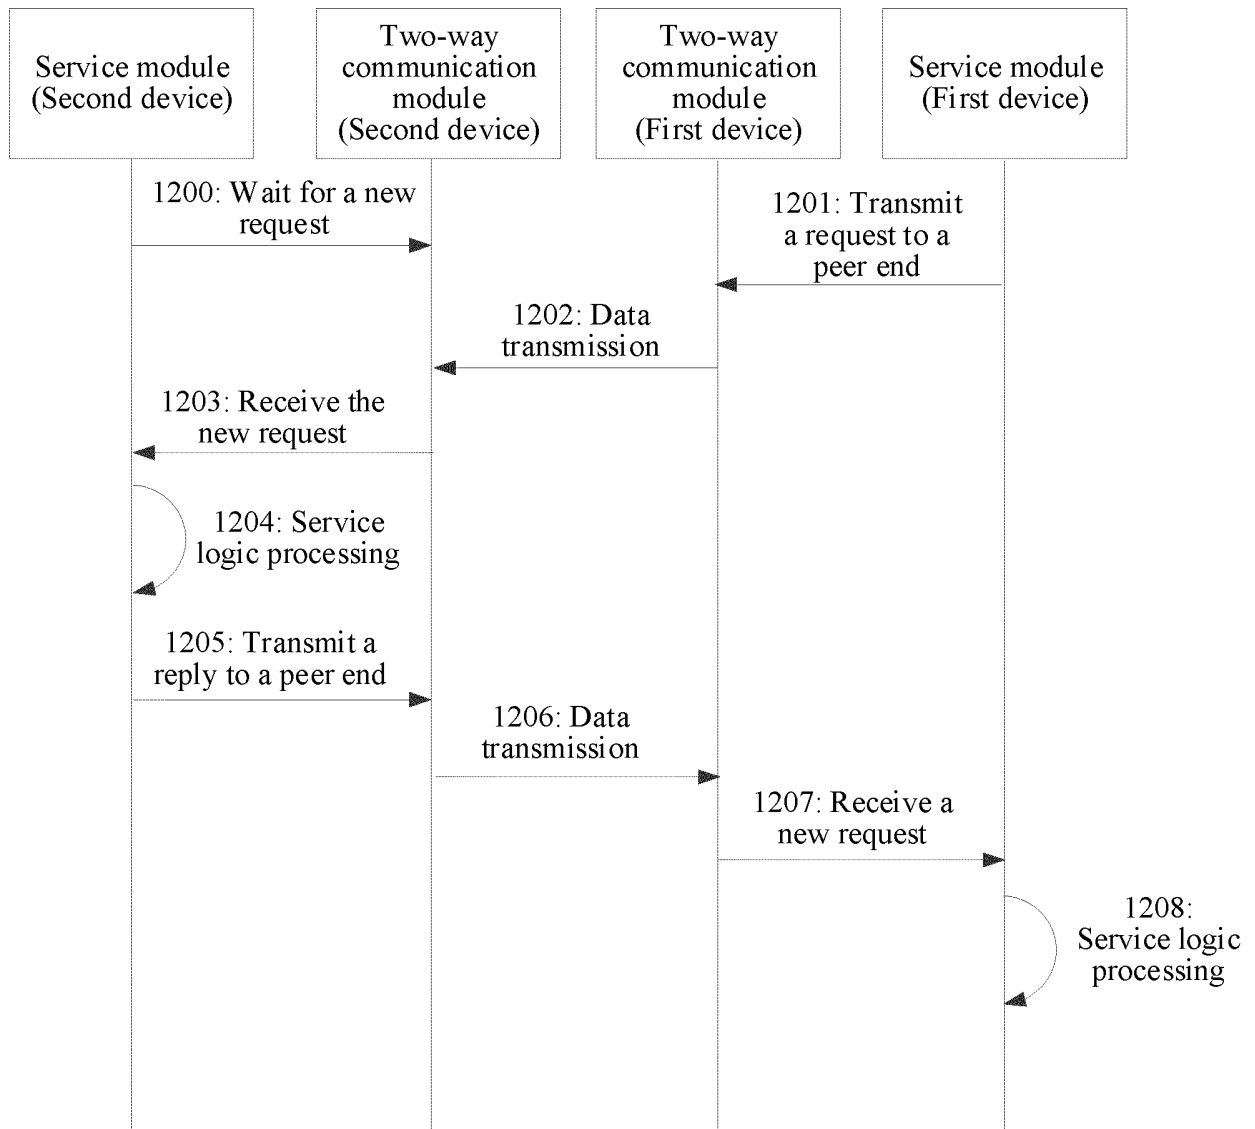 Service module
(Second device)
Two-way
communication
module
(Second device)
Two-way
communication
module
(First device)
Service module
(First device)
1200: Wait for a new
request
1201: Transmit
a request to a
peer end
1202: Data
transmission
1203: Receive the
new request
1204: Service
logic processing
1205: Transmit a
reply to a peer end
1206: Data
transmission
1207: Receive a
new request
1208:
Service logic
processing